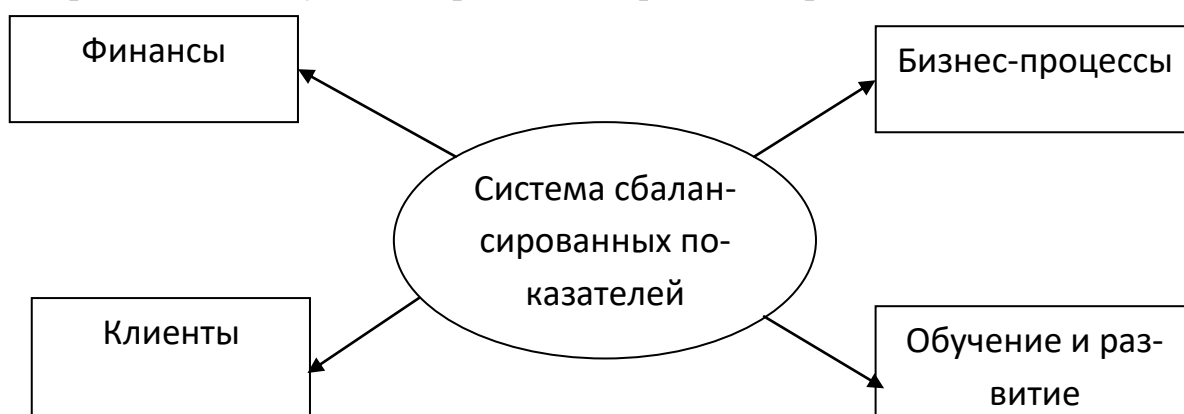 Финансы
Бизнес-процессы
Система сбалан-
сированных по-
казателей
Клиенты
Обучение и раз-
витие